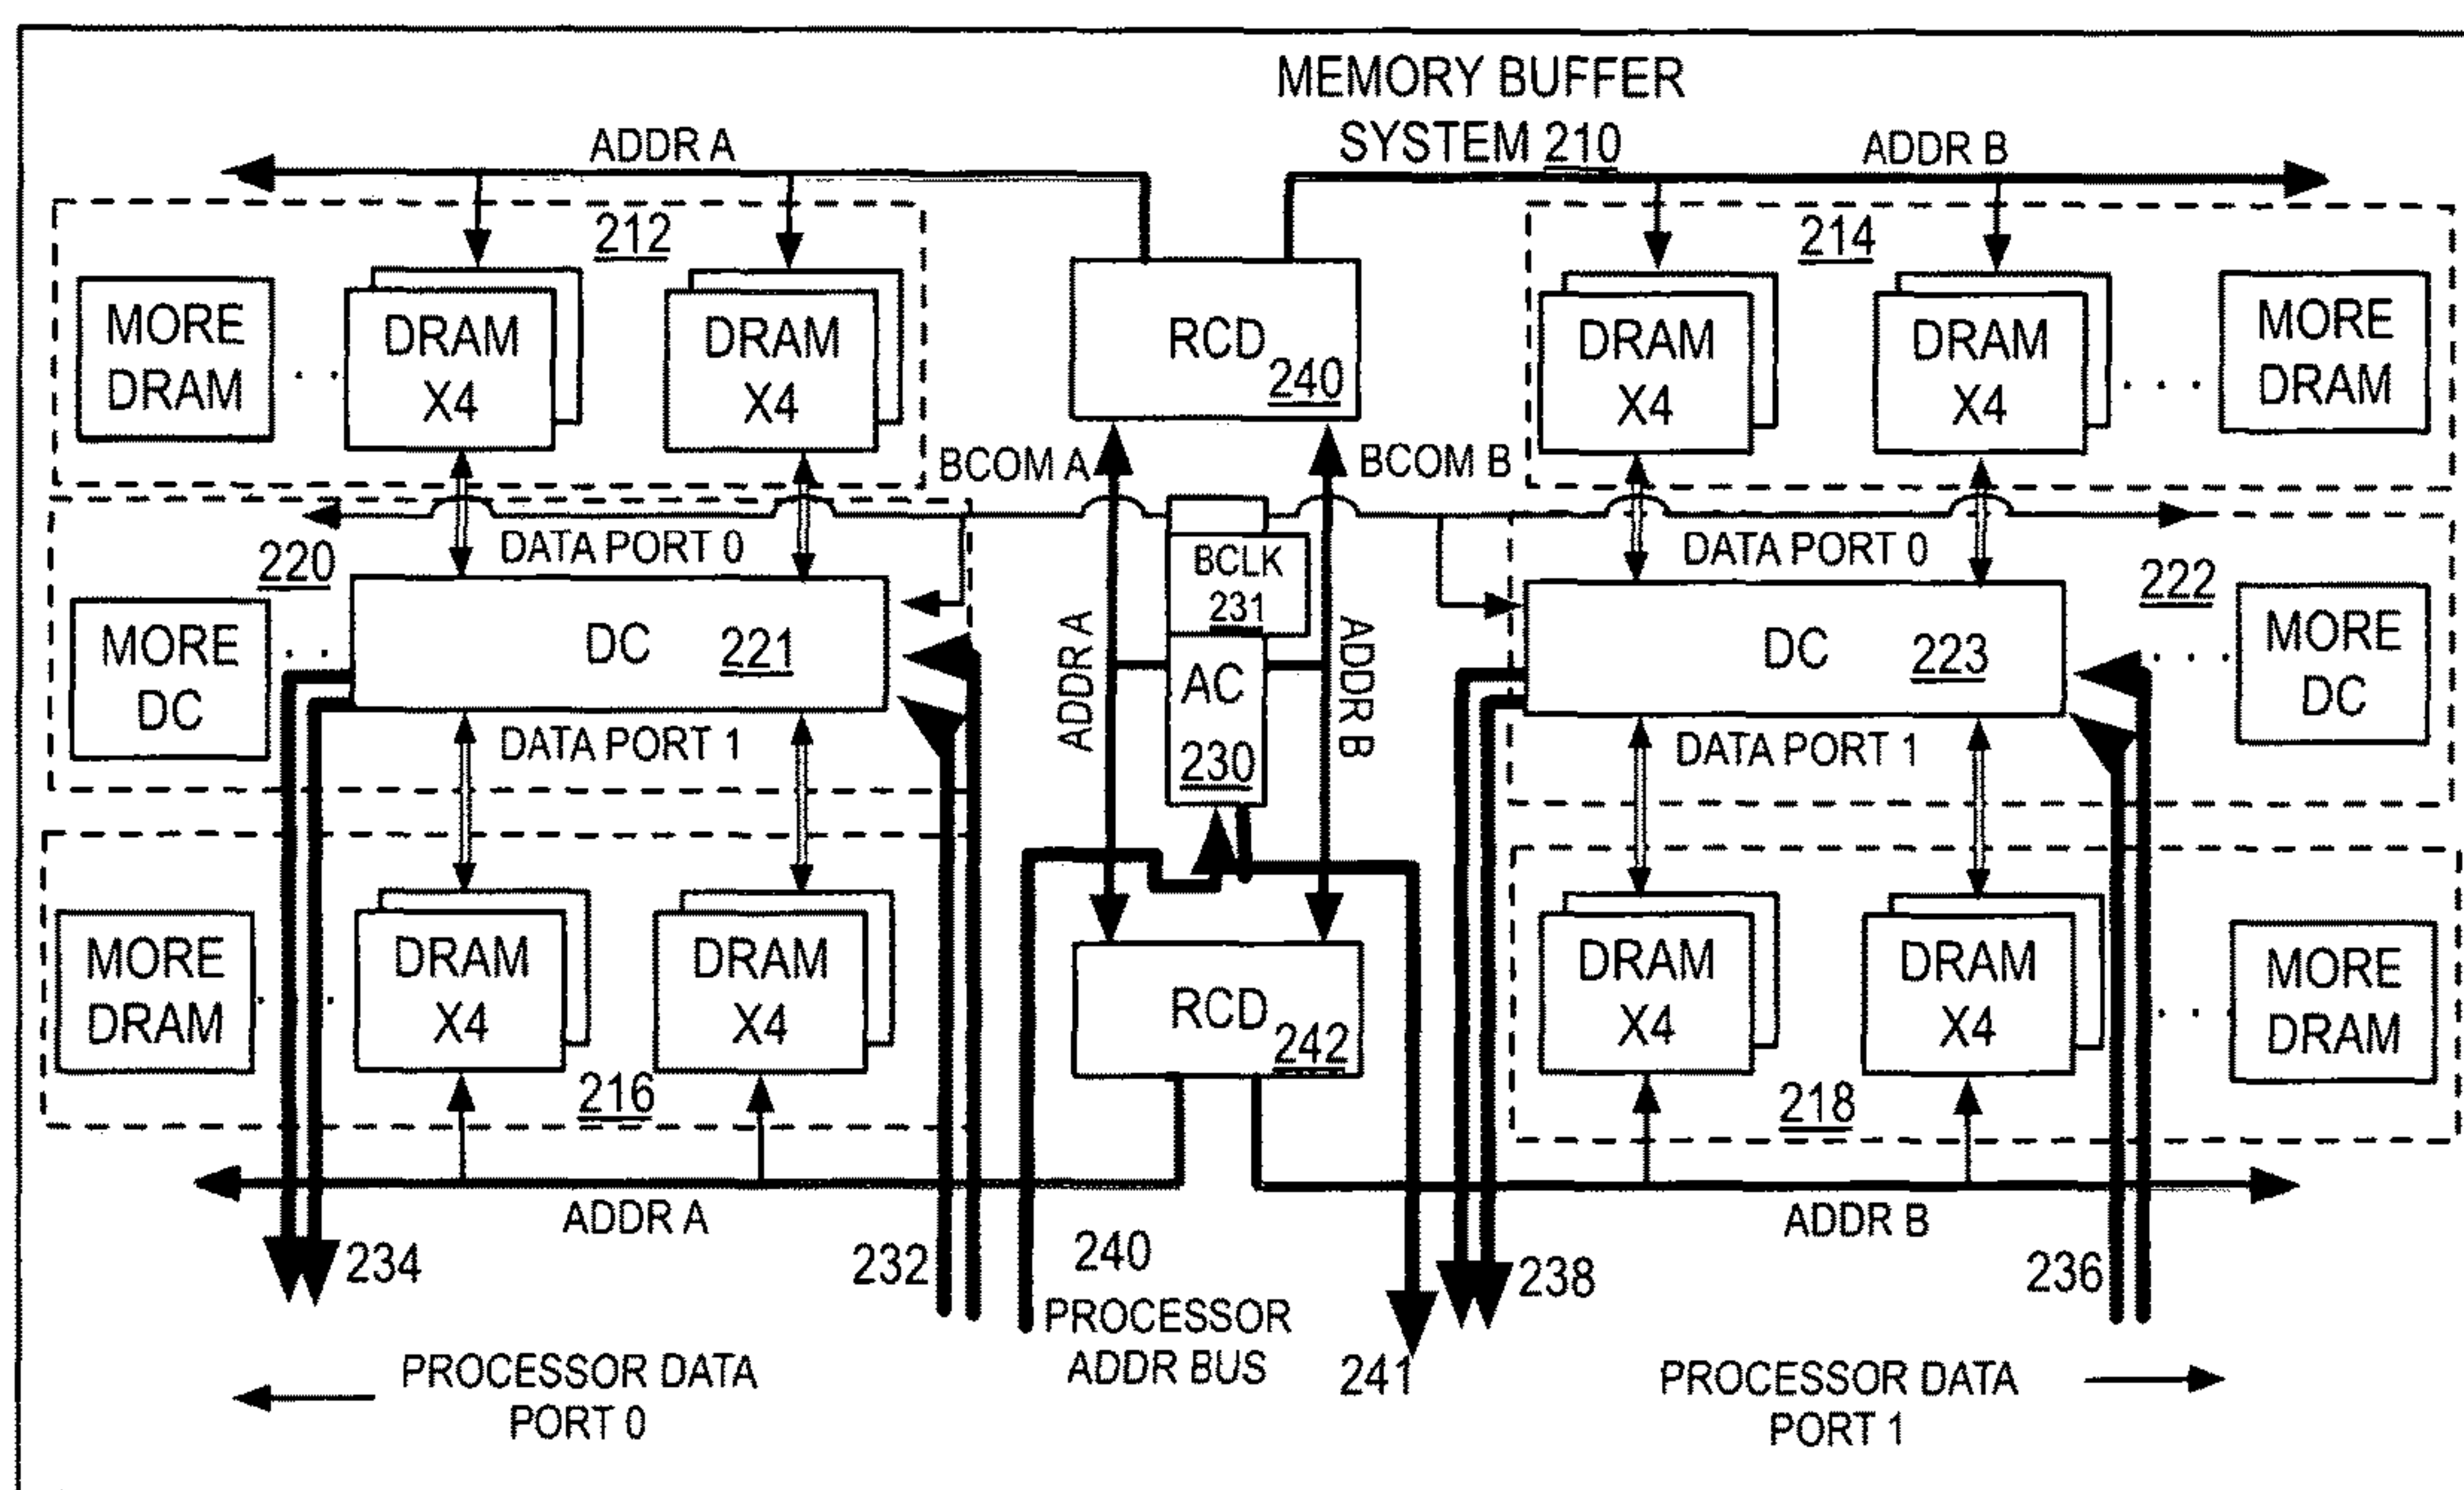 MEMORY BUFFER
SYSTEM 210
ADDR A
ADDR B
212
214
MORE
DRAM
DRAM
X4
DRAM
X4
RCD
240
DRAM
X4
DRAM
X4
MORE
DRAM
BCOM A
BCOM B
220
DATA PORT 0
BCLK
231
DATA PORT 0
222
MORE
DC
DC 221
ADDR A
AC
230
ADDR B
DC 223
MORE
DC
DATA PORT 1
DATA PORT 1
MORE
DRAM
DRAM
X4
DRAM
X4
RCD
242
DRAM
X4
DRAM
X4
MORE
DRAM
216
218
ADDR A
ADDR B
234
232
240
PROCESSOR
ADDR BUS
241
238
236
PROCESSOR DATA
PORT 0
PROCESSOR DATA
PORT 1